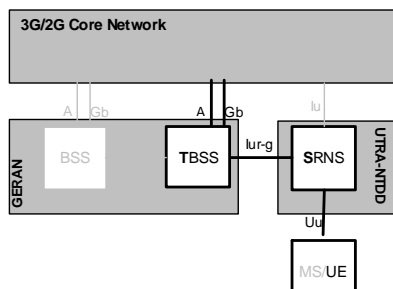 3G/2G Core Network
A Gb
A Gb
Iu
GERAN
BSS
TBSS
Iur-g
SRNS
UTRA-NTDD
Uu
MS/UE